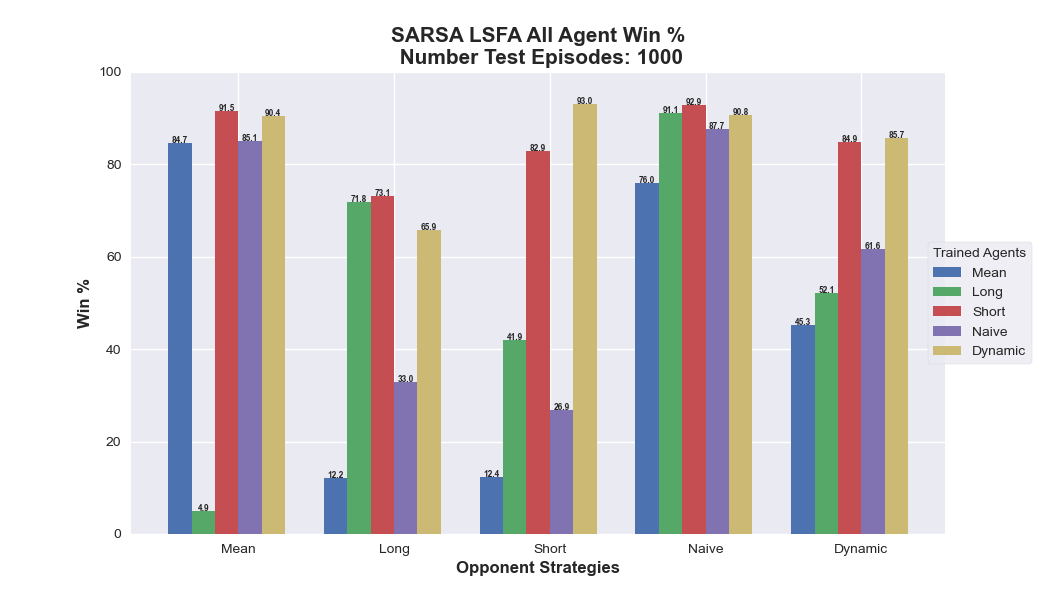 SARSA LSFA All Agent Win %
Number Test Episodes: 1000
Win %
100
80
60
40
20
0
84.7
4.9
91.5
85.1
90.4
12.2
71.8
73.1
33.0
65.9
12.4
41.9
82.9
26.9
93.0
76.0
91.1
92.9
87.7
90.8
45.3
52.1
84.9
61.6
85.7
Mean
Long
Short
Naive
Dynamic
Opponent Strategies
Trained Agents
Mean
Long
Short
Naive
Dynamic